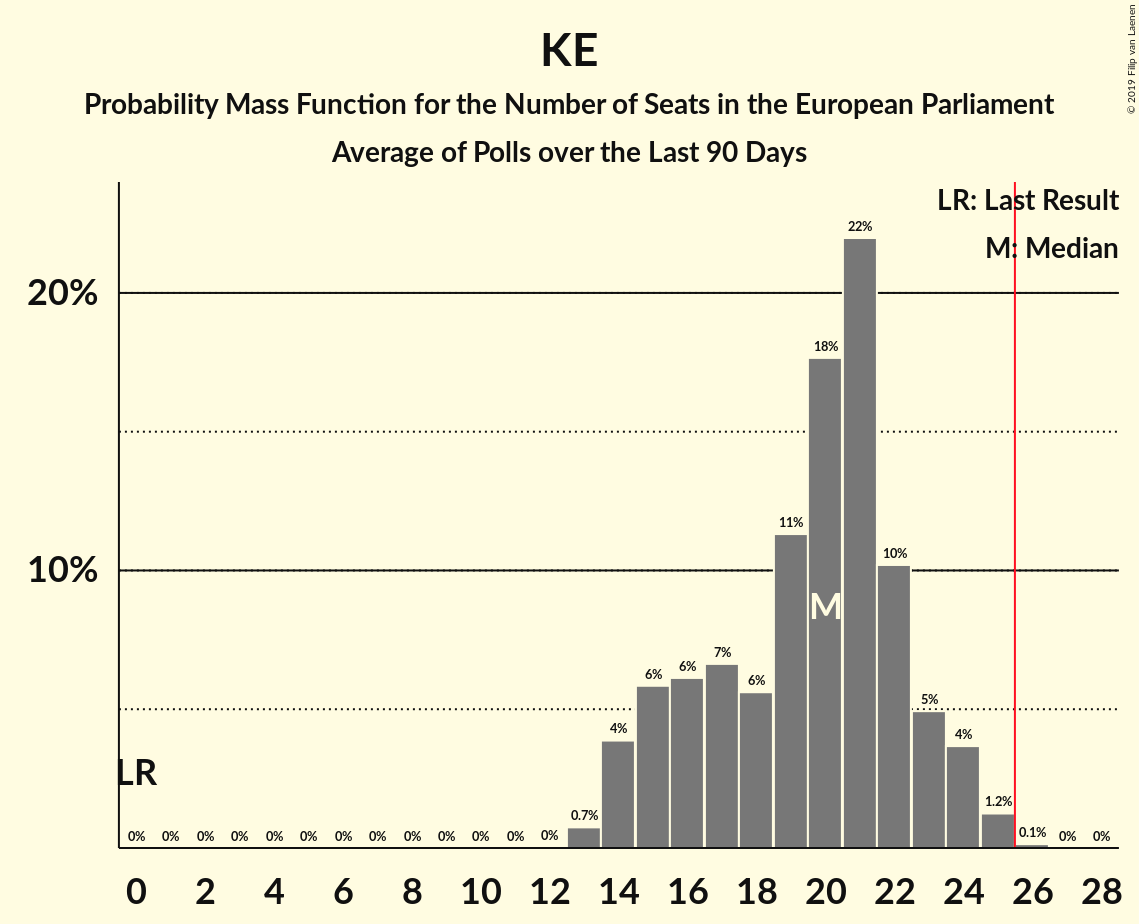 KE
Probability Mass Function for the Number of Seats in the European Parliament
Average of Polls over the Last 90 Days
© 2019 Filip van Laenen
LR: Last Result
M: Median
22%
20%
18%
11%
10%
10%
M
7%
6%
6%
6%
5%
4%
4%
LR
1.2%
0.7%
0.1%
0% 0% 0% 0% 0% 0% 0% 0% 0% 0% 0% 0% 0% 0% 0%
0 2 4 6 8 10 12 14 16 18 20 22 24 26 28